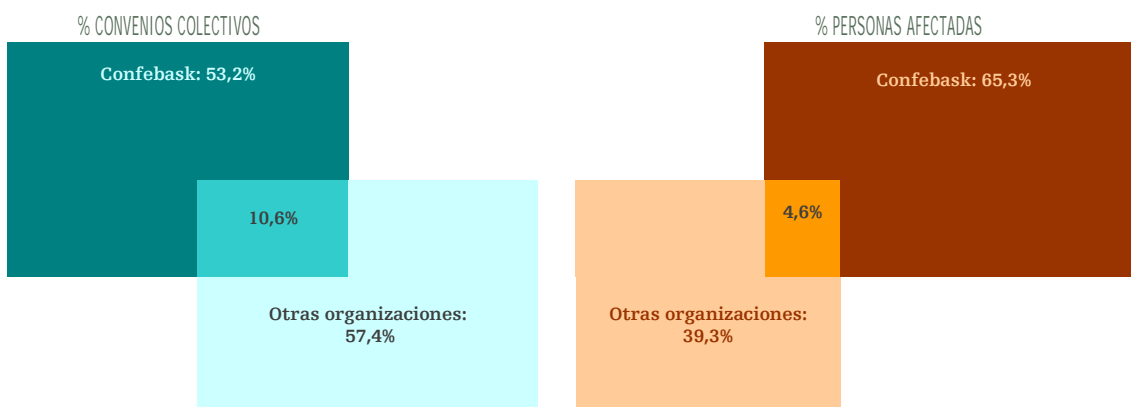 % CONVENIOS COLECTIVOS
Confebask: 53,2%
10,6%
Otras organizaciones:
57,4%
% PERSONAS AFECTADAS
Confebask: 65,3%
4,6%
Otras organizaciones:
39,3%